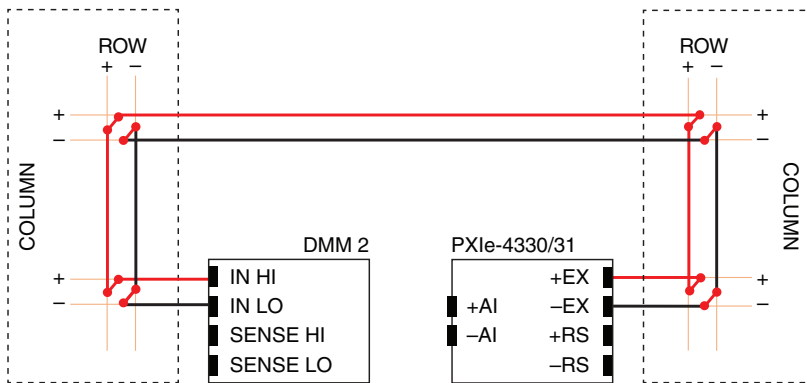 ROW ROW
+ − + −
+ +
− −
COLUMN COLUMN
DMM 2 PXIe-4330/31
+ IN HI +EX +
− IN LO +AI −EX −
SENSE HI −AI +RS
SENSE LO −RS